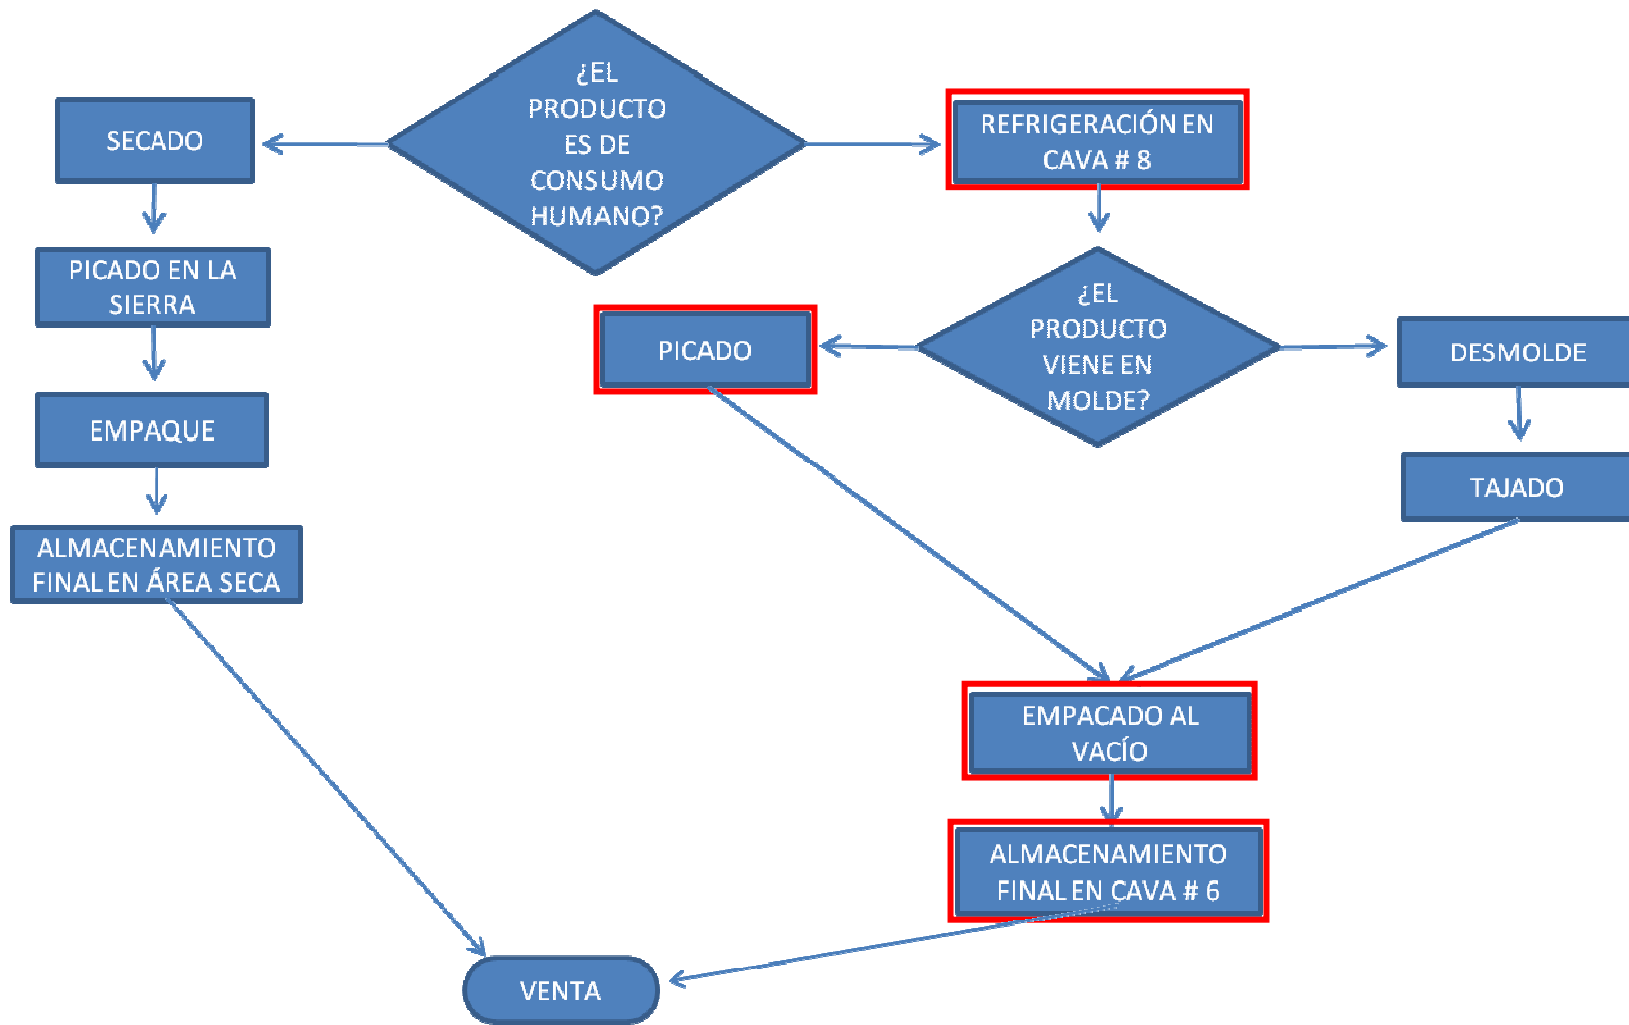 ¿EL
PRODUCTO
ES DE
CONSUMO
HUMANO?
SECADO
REFRIGERACIÓN EN
CAVA # 8
PICADO EN LA
SIERRA
¿EL
PRODUCTO
VIENE EN
MOLDE?
PICADO
DESMOLDE
EMPAQUE
TAJADO
ALMACENAMIENTO
FINAL EN ÁREA SECA
EMPACADO AL
VACÍO
ALMACENAMIENTO
FINAL EN CAVA # 6
VENTA